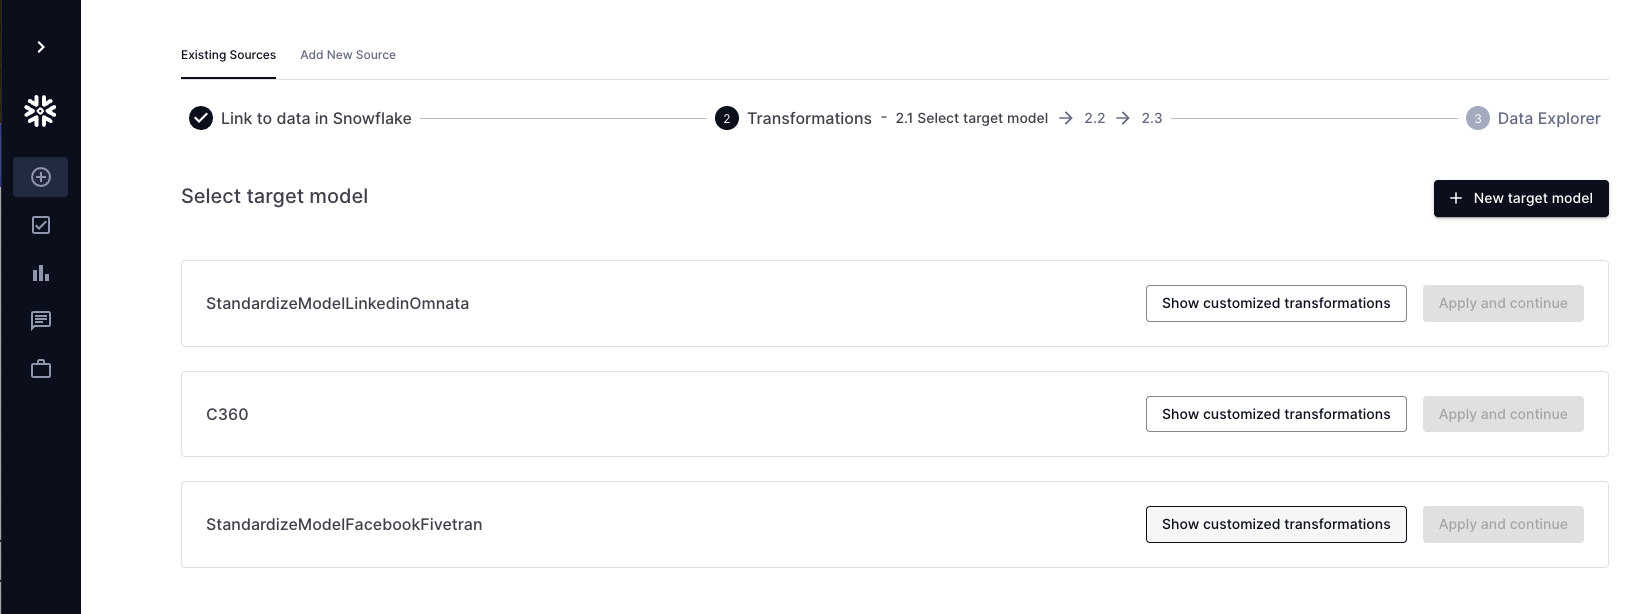 Existing Sources
Add New Source
Link to data in Snowflake
2 Transformations - 2.1 Select target model → 2.2 → 2.3
3 Data Explorer
Select target model
+ New target model
StandardizeModelLinkedinOmnata
Show customized transformations
Apply and continue
C360
Show customized transformations
Apply and continue
StandardizeModelFacebookFivetran
Show customized transformations
Apply and continue